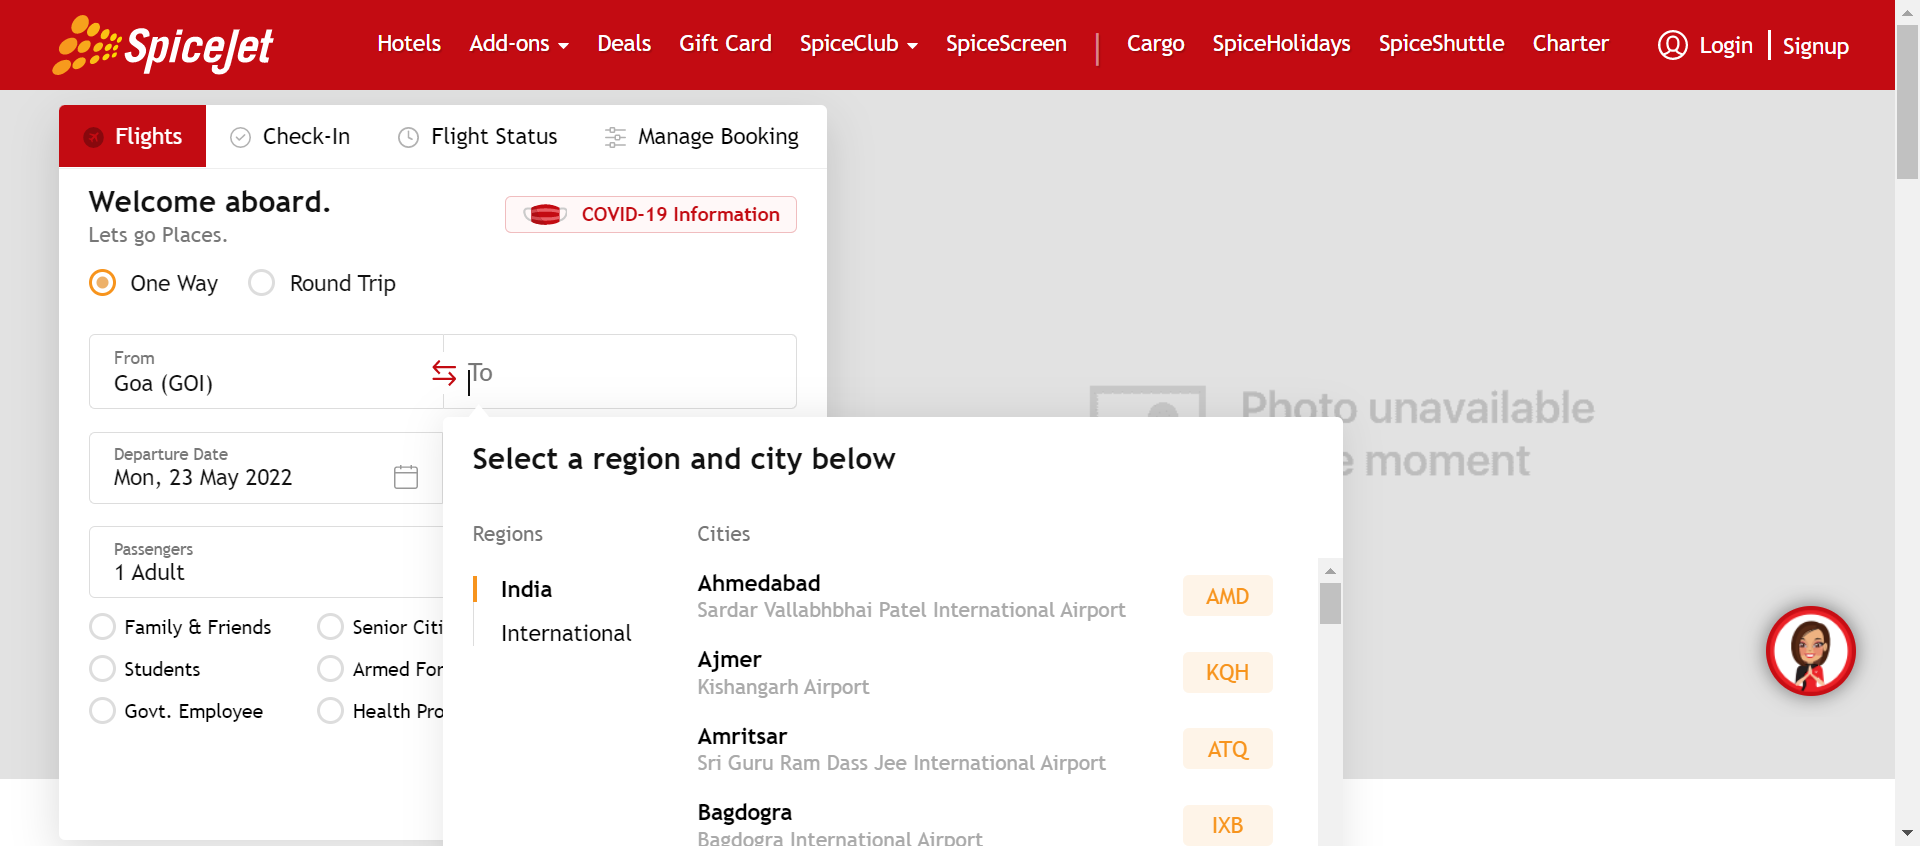 SpiceJet
Hotels Add-ons Deals Gift Card SpiceClub SpiceScreen Cargo SpiceHolidays SpiceShuttle Charter Login Signup
Flights Check-In Flight Status Manage Booking
Welcome aboard.
COVID-19 Information
Lets go Places.
One Way Round Trip
From
Goa (GOI)
To
Photo unavailable
moment
Departure Date
Mon, 23 May 2022
Passengers
1 Adult
Family & Friends Senior Citi
Students Armed For
Govt. Employee Health Pro
Select a region and city below
Regions Cities
India
International
Ahmedabad
Sardar Vallabhbhai Patel International Airport
AMD
Ajmer
Kishangarh Airport
KQH
Amritsar
Sri Guru Ram Dass Jee International Airport
ATQ
Bagdogra
Bagdogra International Airport
IXB